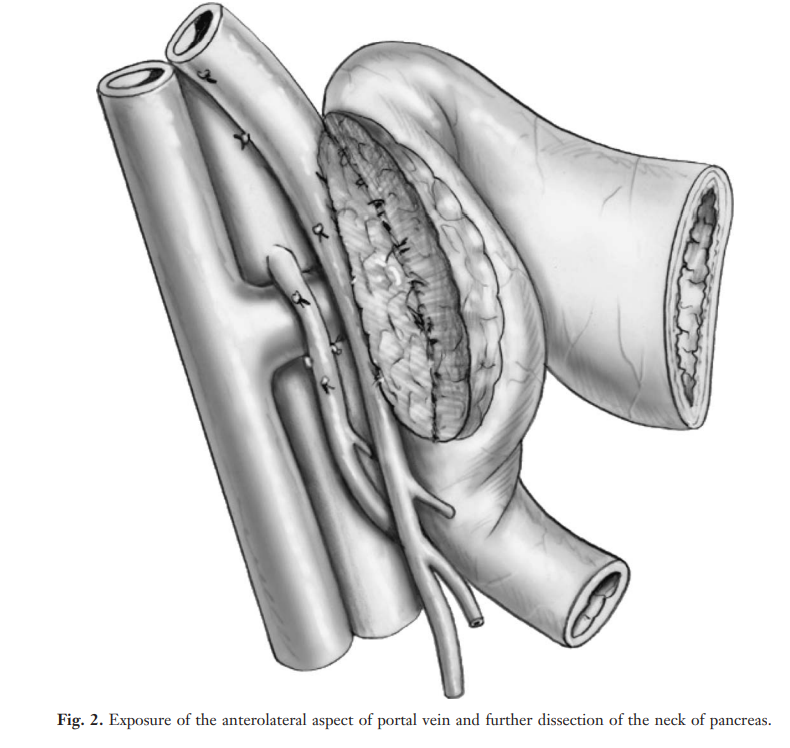 Fig. 2. Exposure of the anterolateral aspect of portal vein and further dissection of the neck of pancreas.